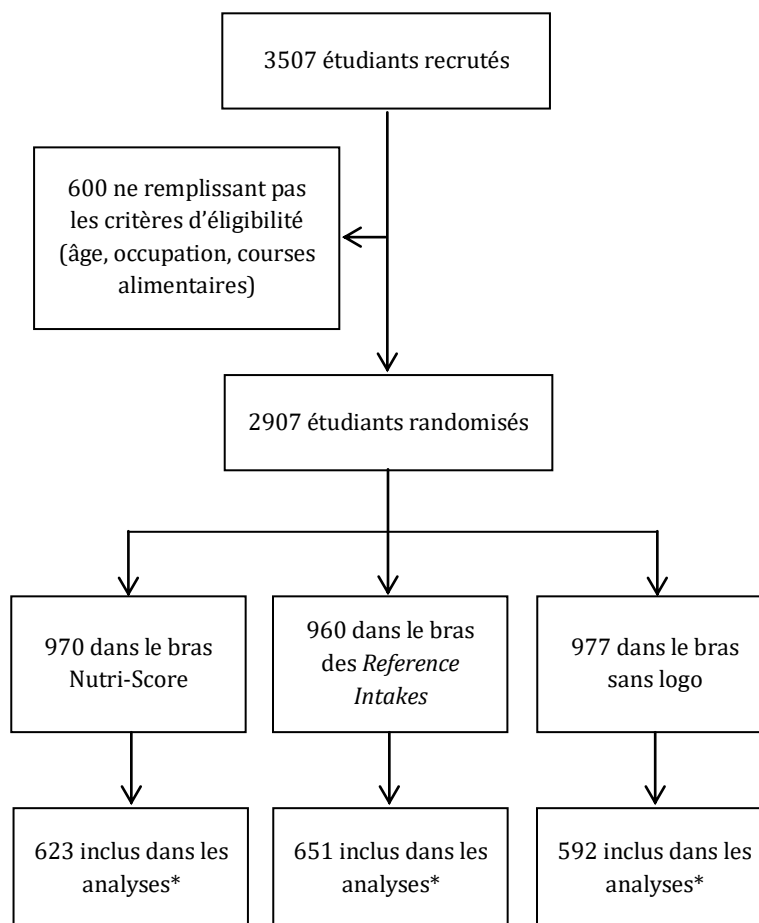 3507 étudiants recrutés
600 ne remplissant pas
les critères d'éligibilité
(âge, occupation, courses
alimentaires)
2907 étudiants randomisés
970 dans le bras
Nutri-Score
960 dans le bras
des Reference
Intakes
977 dans le bras
sans logo
623 inclus dans les
analyses*
651 inclus dans les
analyses*
592 inclus dans les
analyses*